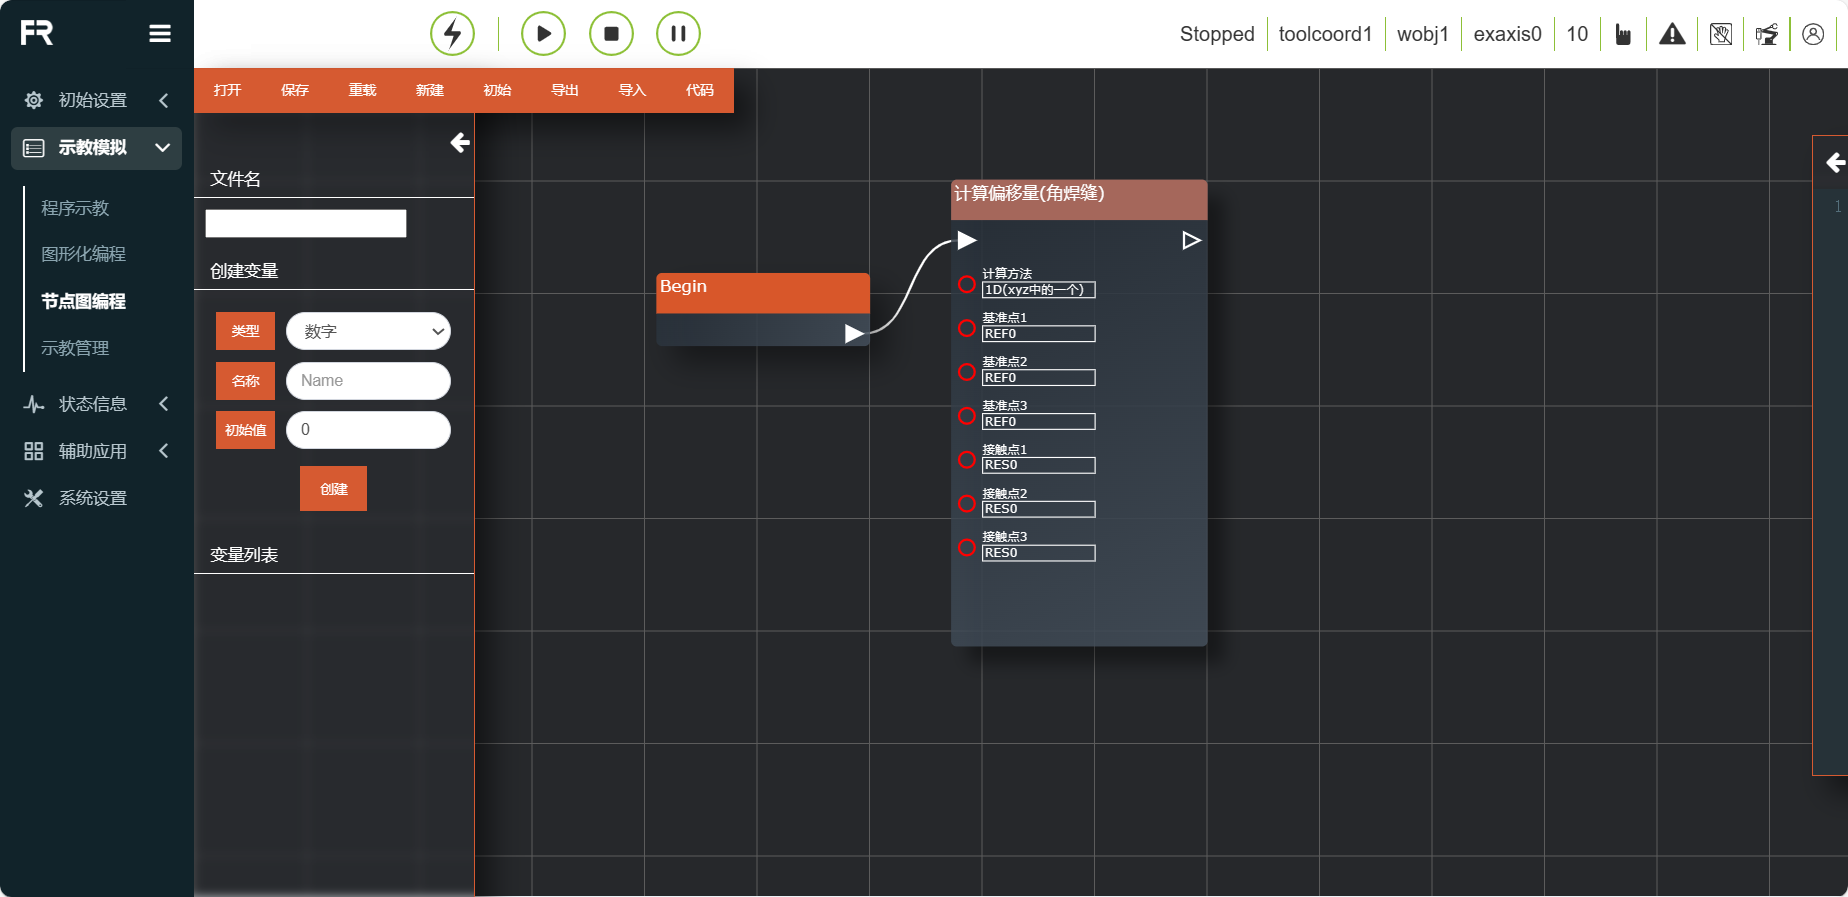 FR
Stopped
toolcoord1
wobj1
exaxis0
10
初始设置
示教模拟
程序示教
图形化编程
节点图编程
示教管理
状态信息
辅助应用
系统设置
打开 保存 重载 新建 初始 导出 导入 代码
文件名
创建变量
类型 数字
名称 Name
初始值 0
创建
变量列表
Begin
计算偏移量(角焊缝)
计算方法
1D(xyz中的一个)
基准点1
REF0
基准点2
REF0
基准点3
REF0
接触点1
RES0
接触点2
RES0
接触点3
RES0
1